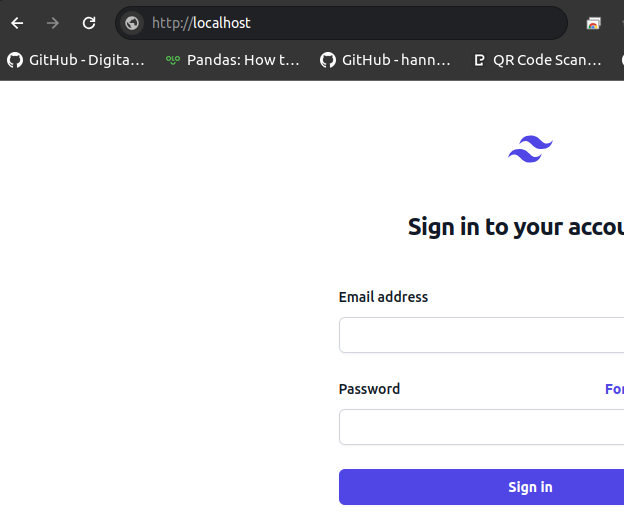 http://localhost
GitHub - Digita... Pandas: How t... GitHub - hann... QR Code Scan...
Sign in to your accou
Email address
Password For
Sign in